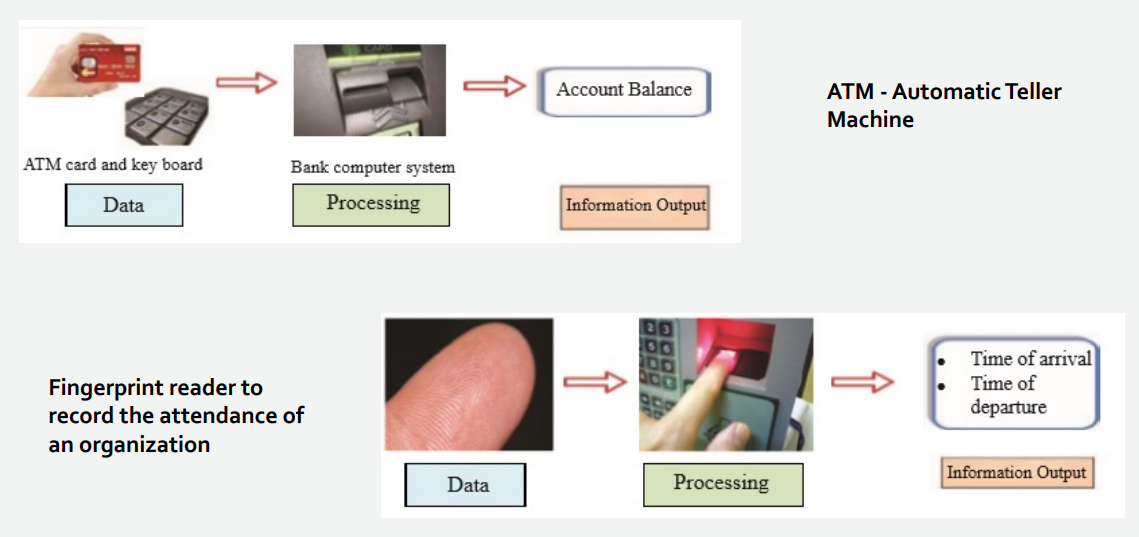 Account Balance
ATM - Automatic Teller
Machine
ATM card and key board
Bank computer system
Data
Processing
Information Output
Fingerprint reader to
record the attendance of
an organization
• Time of arrival
• Time of
departure
Data
Processing
Information Output